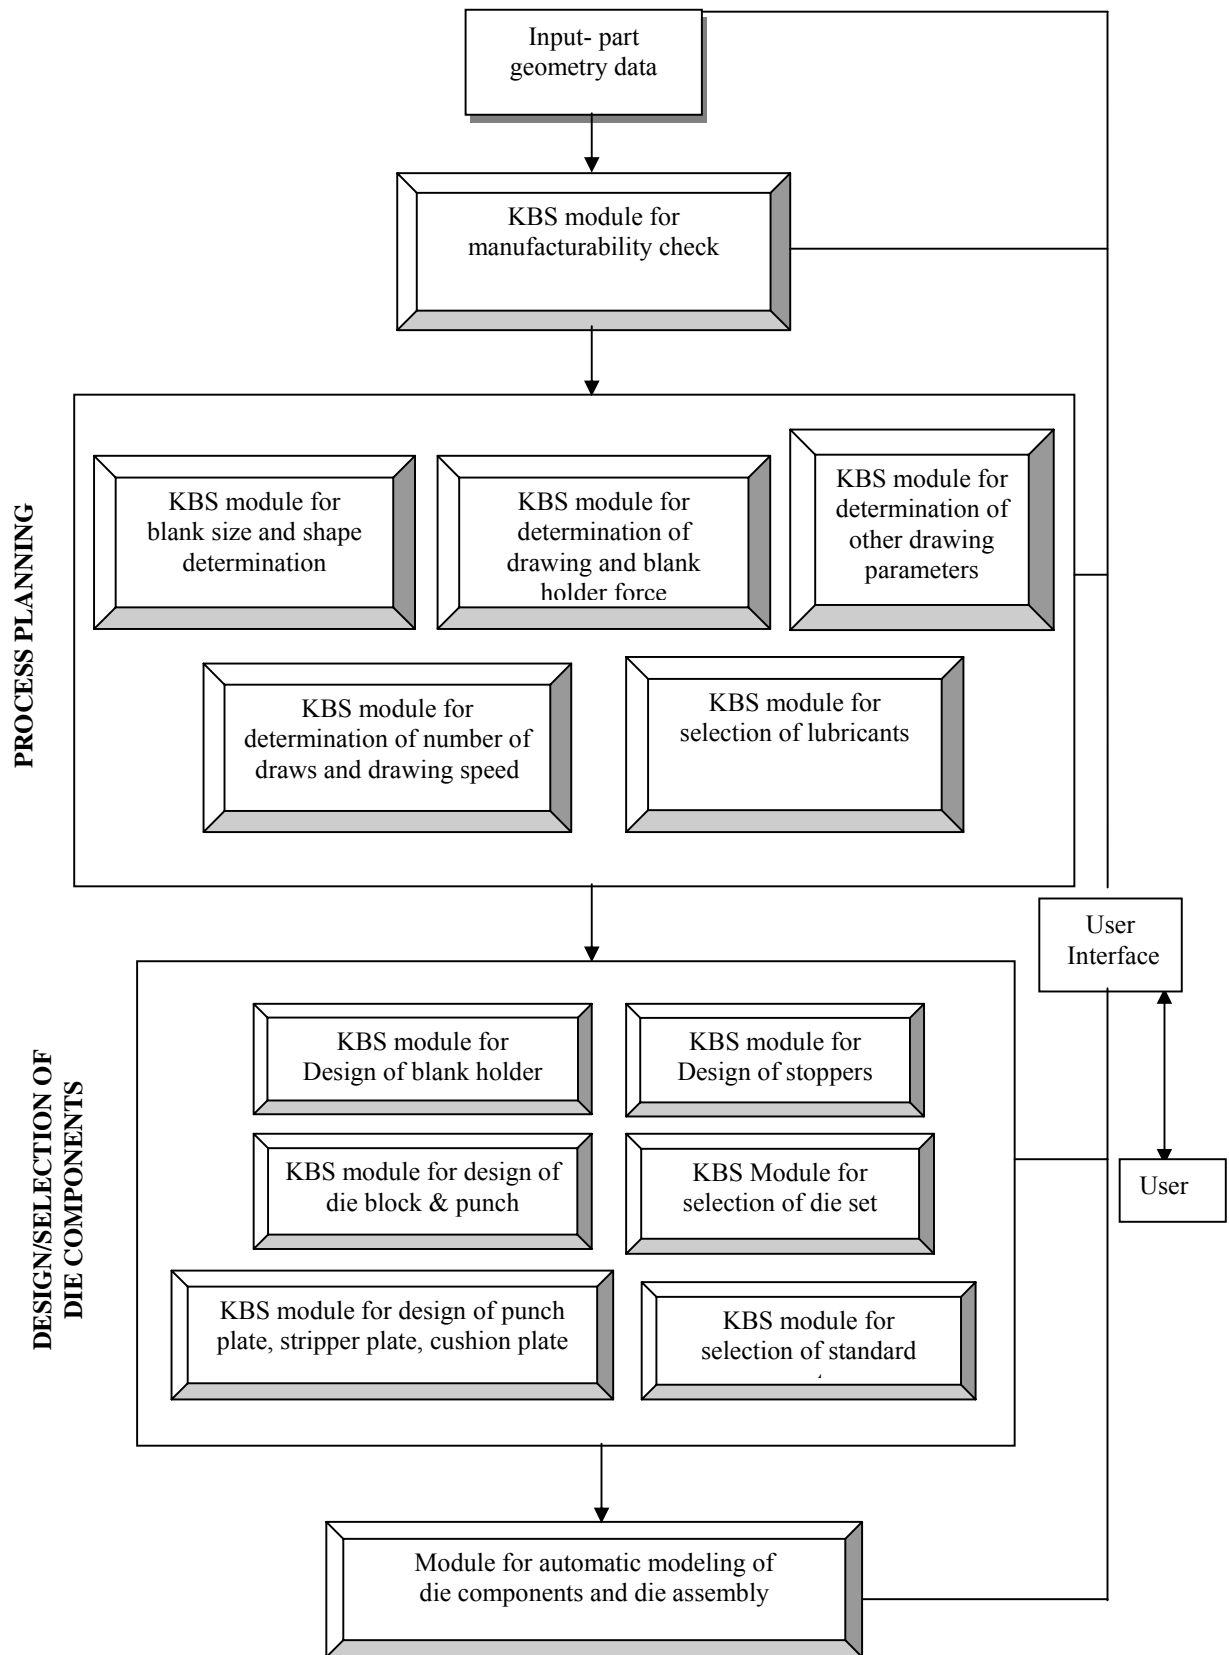 Input- part
geometry data
KBS module for
manufacturability check
PROCESS PLANNING
KBS module for
blank size and shape
determination
KBS module for
determination of
drawing and blank
holder force
KBS module for
determination of
other drawing
parameters
KBS module for
determination of number of
draws and drawing speed
KBS module for
selection of lubricants
User
Interface
User
DESIGN/SELECTION OF
DIE COMPONENTS
KBS module for
Design of blank holder
KBS module for
Design of stoppers
KBS module for design of
die block & punch
KBS Module for
selection of die set
KBS module for design of punch
plate, stripper plate, cushion plate
KBS module for
selection of standard
Module for automatic modeling of
die components and die assembly